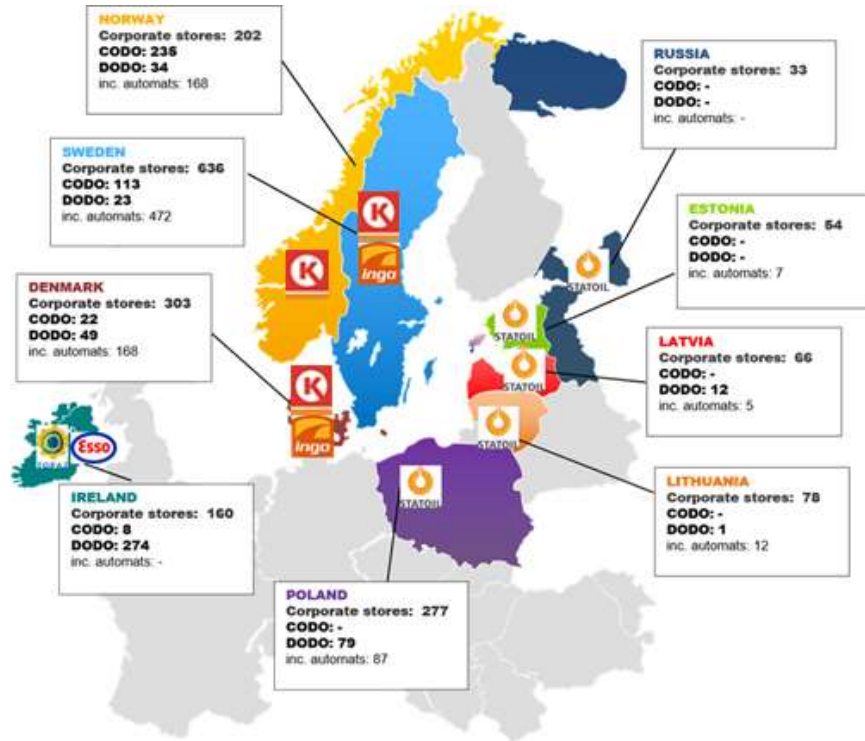 NORWAY
Corporate stores: 202
CODO: 235
DODO: 34
inc. automats: 168
RUSSIA
Corporate stores: 33
CODO: -
DODO: -
inc. automats: -
SWEDEN
Corporate stores: 636
CODO: 113
DODO: 23
inc. automats: 472
ESTONIA
Corporate stores: 54
CODO: -
DODO: -
inc. automats: 7
DENMARK
Corporate stores: 303
CODO: 22
DODO: 49
inc. automats: 168
LATVIA
Corporate stores: 66
CODO: -
DODO: 12
inc. automats: 5
LITHUANIA
Corporate stores: 78
CODO: -
DODO: 1
inc. automats: 12
IRELAND
Corporate stores: 160
CODO: 8
DODO: 274
inc. automats: -
POLAND
Corporate stores: 277
CODO: -
DODO: 79
inc. automats: 87
K
ingo
K
K
ingo
STATOIL
STATOIL
STATOIL
STATOIL
STATOIL
Esso